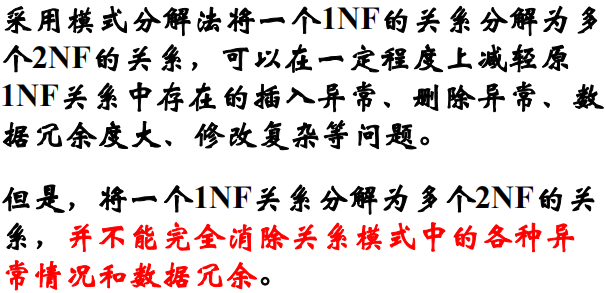 采用模式分解法将一个1NF的关系分解为多
个2NF的关系，可以在一定程度上减轻原
1NF关系中存在的插入异常、删除异常、数
据冗余度大、修改复杂等问题。
但是，将一个1NF关系分解为多个2NF的关
系，并不能完全消除关系模式中的各种异
常情况和数据冗余。